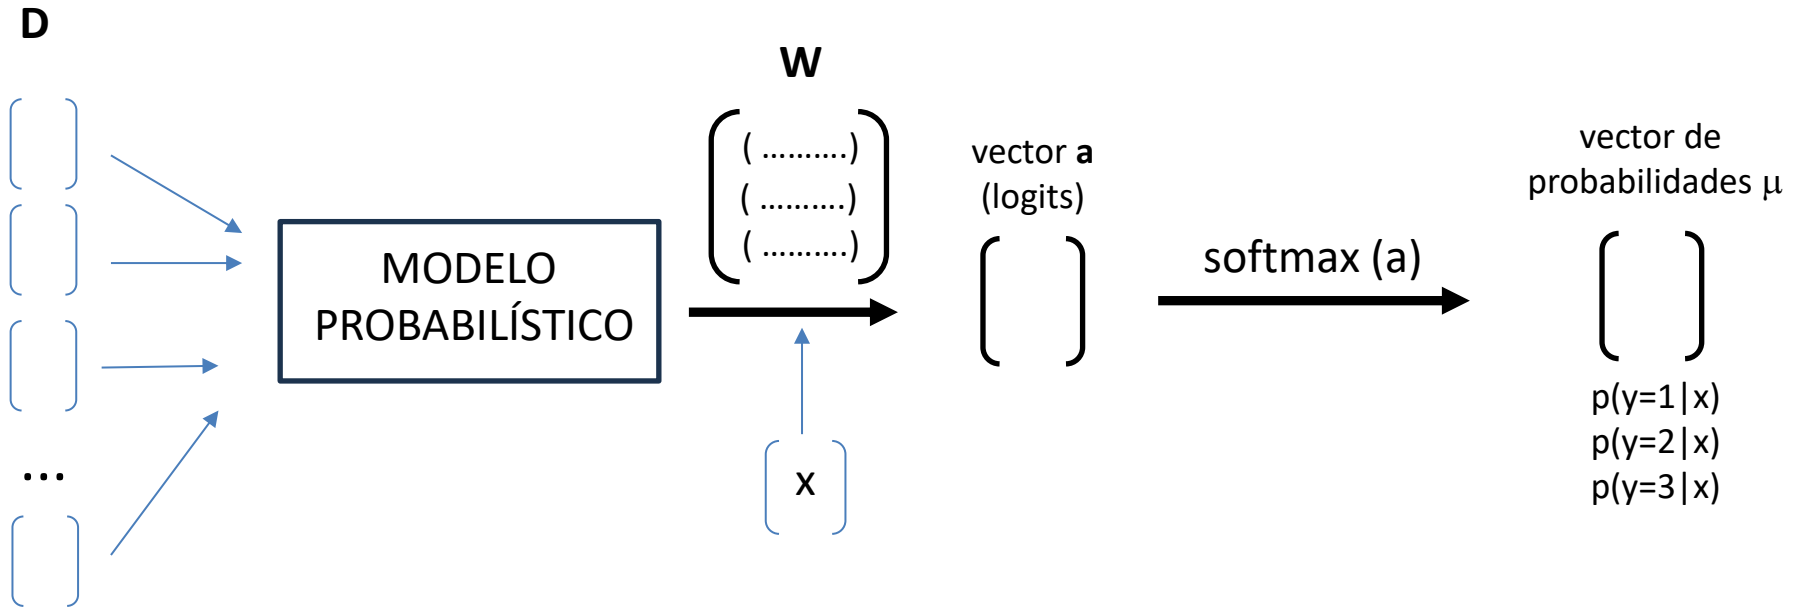 D
...
MODELO
PROBABILÍSTICO
W
( ..........)
( ..........)
( ..........)
x
vector a
(logits)
softmax (a)
vector de
probabilidades μ
p(y=1|x)
p(y=2|x)
p(y=3|x)